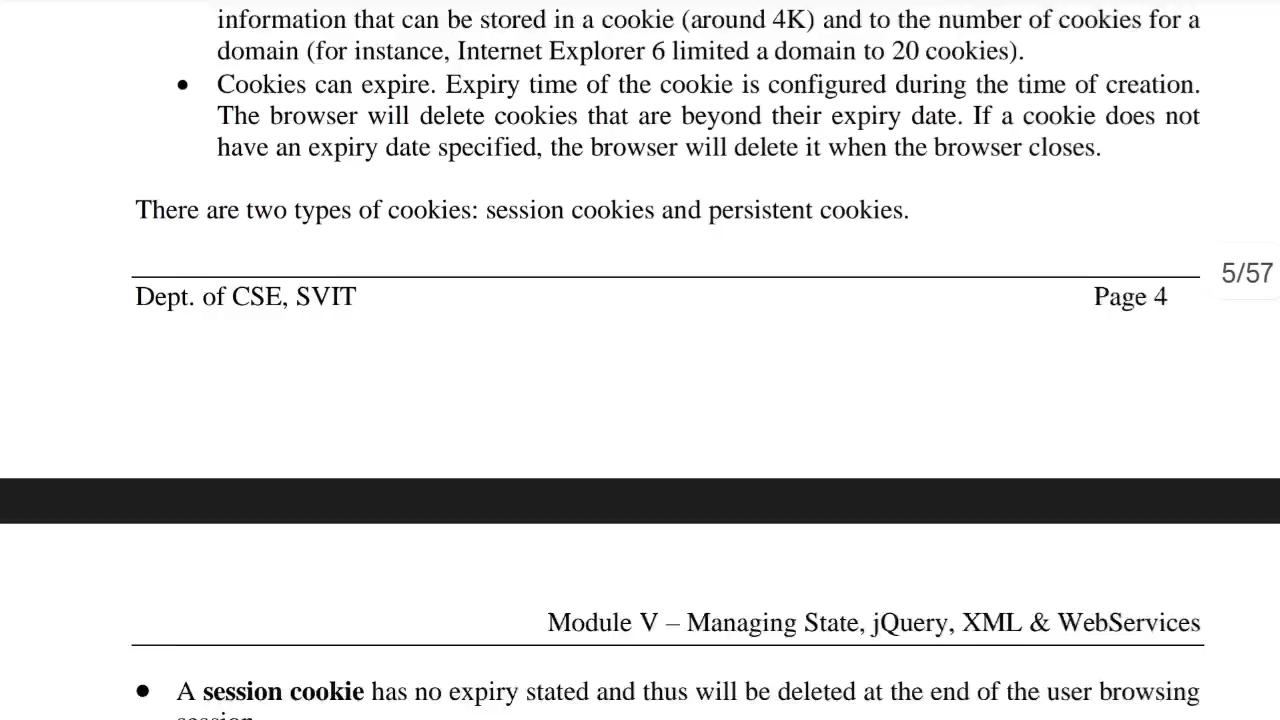 information that can be stored in a cookie (around 4K) and to the number of cookies for a
domain (for instance, Internet Explorer 6 limited a domain to 20 cookies).
● Cookies can expire. Expiry time of the cookie is configured during the time of creation.
The browser will delete cookies that are beyond their expiry date. If a cookie does not
have an expiry date specified, the browser will delete it when the browser closes.
There are two types of cookies: session cookies and persistent cookies.
5/57
Dept. of CSE, SVIT Page 4
Module V – Managing State, jQuery, XML & WebServices
● A session cookie has no expiry stated and thus will be deleted at the end of the user browsing
session.